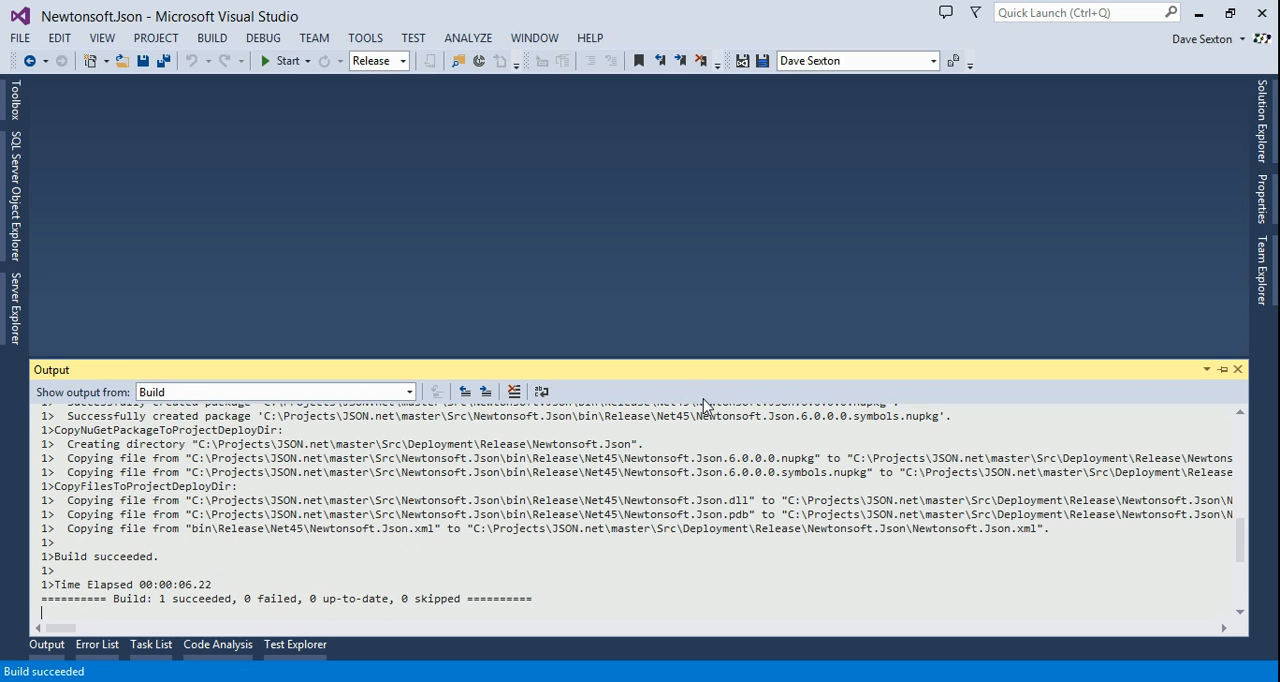 Newtonsoft.Json - Microsoft Visual Studio
Quick Launch (Ctrl+Q)
FILE EDIT VIEW PROJECT BUILD DEBUG TEAM TOOLS TEST ANALYZE WINDOW HELP
Dave Sexton
Start Release Dave Sexton
Toolbox
SQL Server Object Explorer
Server Explorer
Solution Explorer
Properties
Team Explorer
Output
Show output from: Build
1>  Successfully created package
1>  Successfully created package 'C:\Projects\JSON.net\master\Src\Newtonsoft.Json\bin\Release\Net45\Newtonsoft.Json.6.0.0.0.symbols.nupkg'.
1>CopyNuGetPackageToProjectDeployDir:
1>  Creating directory "C:\Projects\JSON.net\master\Src\Deployment\Release\Newtonsoft.Json".
1>  Copying file from "C:\Projects\JSON.net\master\Src\Newtonsoft.Json\bin\Release\Net45\Newtonsoft.Json.6.0.0.0.nupkg" to "C:\Projects\JSON.net\master\Src\Deployment\Release\Newtons
1>  Copying file from "C:\Projects\JSON.net\master\Src\Newtonsoft.Json\bin\Release\Net45\Newtonsoft.Json.6.0.0.0.symbols.nupkg" to "C:\Projects\JSON.net\master\Src\Deployment\Release
1>CopyFilesToProjectDeployDir:
1>  Copying file from "C:\Projects\JSON.net\master\Src\Newtonsoft.Json\bin\Release\Net45\Newtonsoft.Json.dll" to "C:\Projects\JSON.net\master\Src\Deployment\Release\Newtonsoft.Json\N
1>  Copying file from "C:\Projects\JSON.net\master\Src\Newtonsoft.Json\bin\Release\Net45\Newtonsoft.Json.pdb" to "C:\Projects\JSON.net\master\Src\Deployment\Release\Newtonsoft.Json\N
1>  Copying file from "bin\Release\Net45\Newtonsoft.Json.xml" to "C:\Projects\JSON.net\master\Src\Deployment\Release\Newtonsoft.Json\Newtonsoft.Json.xml".
1>
1>Build succeeded.
1>
1>Time Elapsed 00:00:06.22
========== Build: 1 succeeded, 0 failed, 0 up-to-date, 0 skipped ==========
Output Error List Task List Code Analysis Test Explorer
Build succeeded